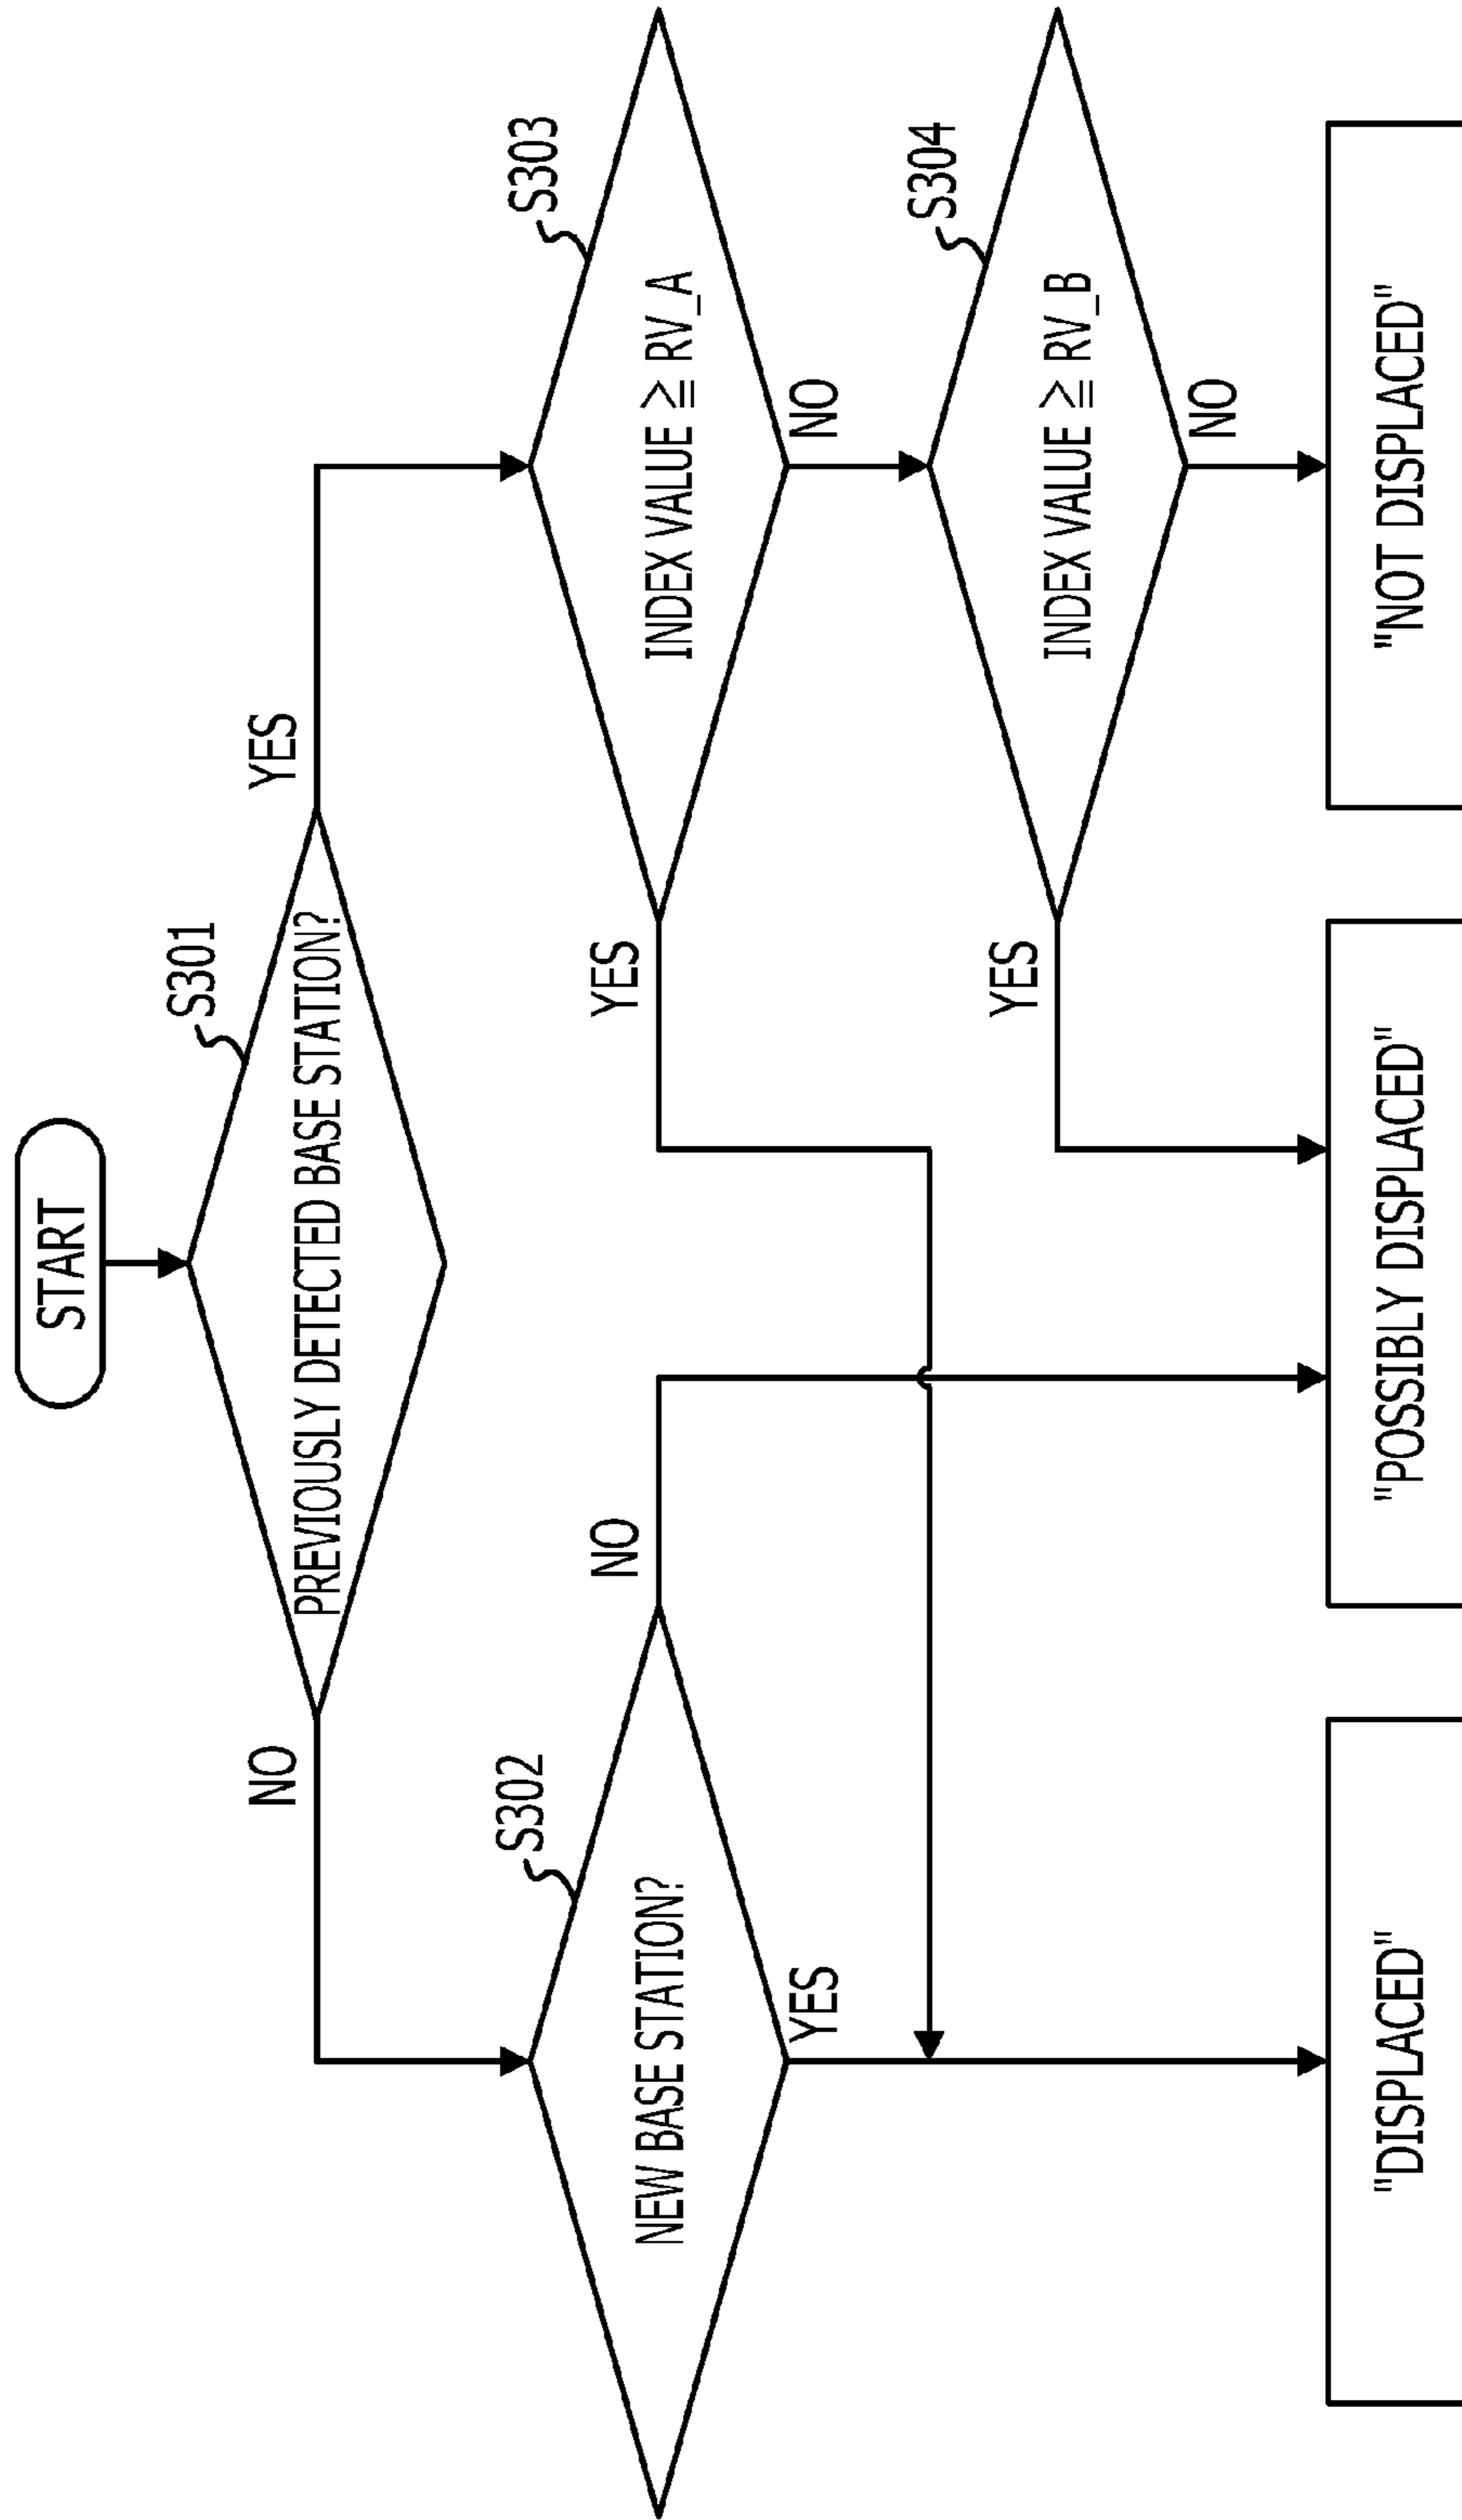 START
S301
PREVIOUSLY DETECTED BASE STATION?
NO
YES
S302
NEW BASE STATION?
NO
YES
S303
INDEX VALUE ≧ RV_A
YES
NO
S304
INDEX VALUE ≧ RV_B
YES
NO
"DISPLACED"
"POSSIBLY DISPLACED"
"NOT DISPLACED"